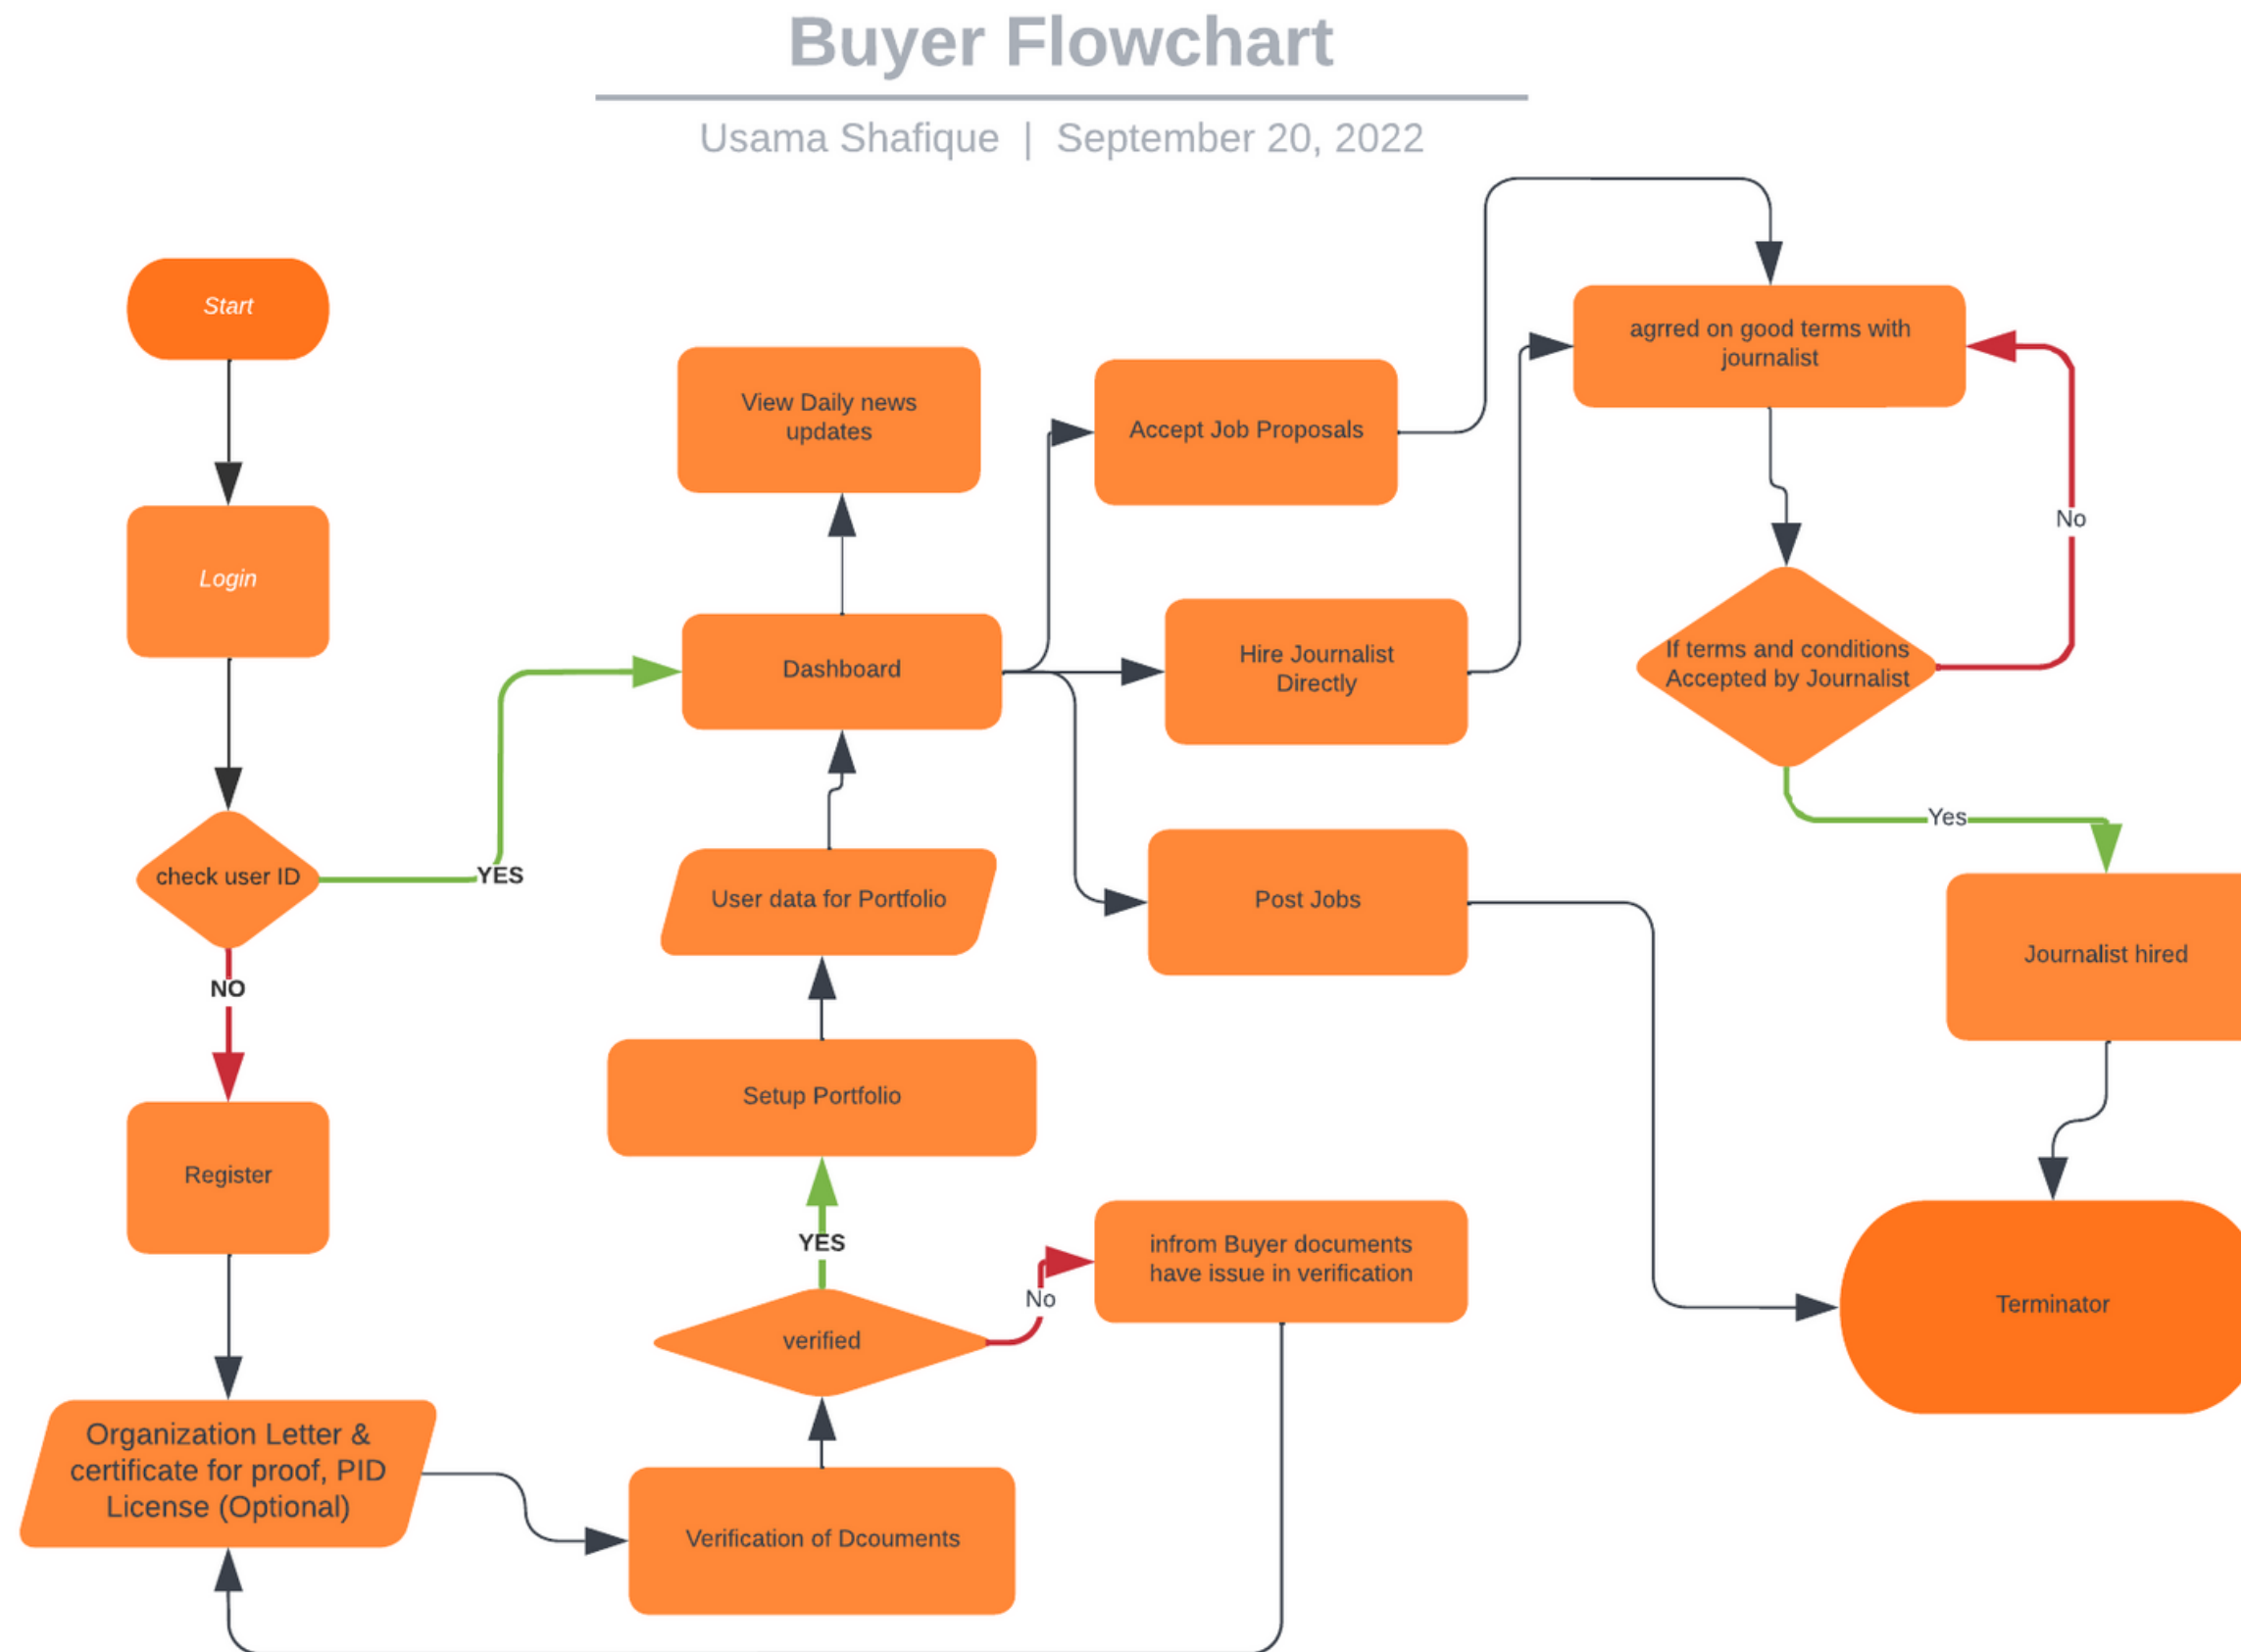 Buyer Flowchart
Usama Shafique | September 20, 2022
Start
Login
check user ID
YES
NO
Register
Organization Letter &
certificate for proof, PID
License (Optional)
Verification of Dcouments
verified
YES
No
infrom Buyer documents
have issue in verification
Setup Portfolio
User data for Portfolio
Dashboard
View Daily news
updates
Accept Job Proposals
Hire Journalist
Directly
Post Jobs
agrred on good terms with
journalist
If terms and conditions
Accepted by Journalist
No
Yes
Journalist hired
Terminator